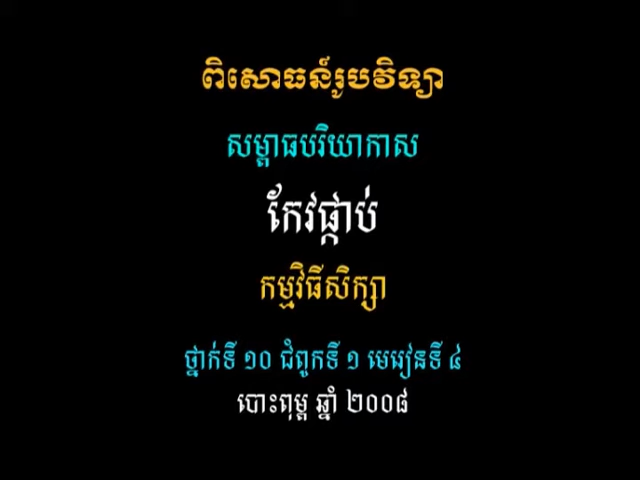 ពិសោធន៍រូបវិទ្យា
សម្ពាធបរិយាកាស
កែវផ្កាប់
កម្មវិធីសិក្សា
ថ្នាក់ទី ១០ ជំពូកទី ១ មេរៀនទី ៤
បោះពុម្ព ឆ្នាំ ២០០៨